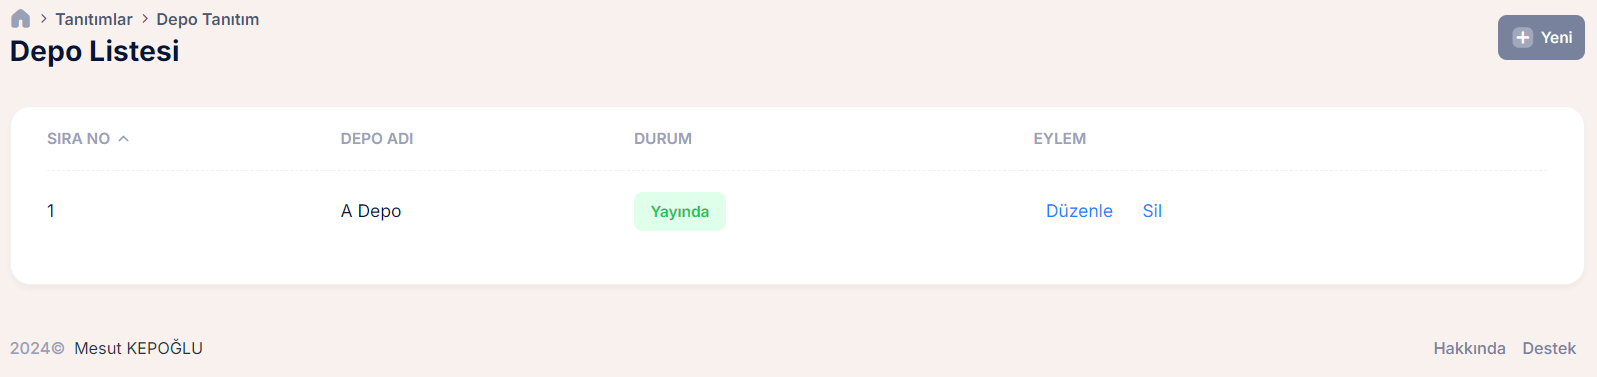 Tanıtımlar > Depo Tanıtım
Depo Listesi
Yeni
SIRA NO DEPO ADI DURUM EYLEM
1 A Depo Yayında Düzenle Sil
2024© Mesut KEPOĞLU Hakkında Destek